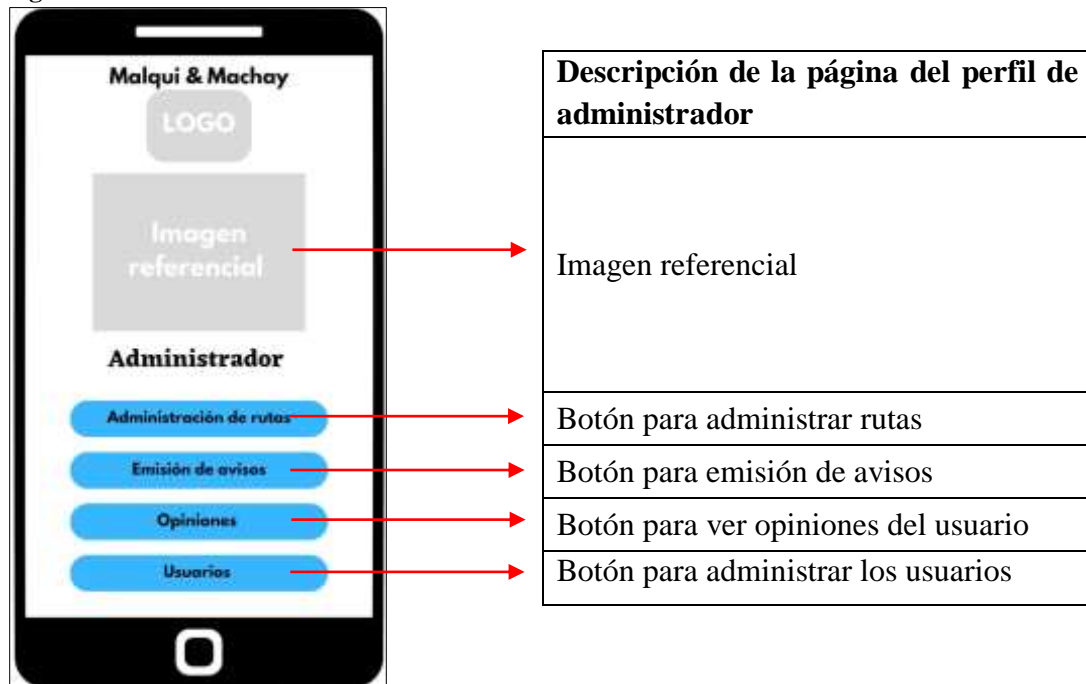 Malqui & Machay
LOGO
Imagen
referencial
Administrador
Administración de rutas
Emisión de avisos
Opiniones
Usuarios
Descripción de la página del perfil de
administrador
Imagen referencial
Botón para administrar rutas
Botón para emisión de avisos
Botón para ver opiniones del usuario
Botón para administrar los usuarios